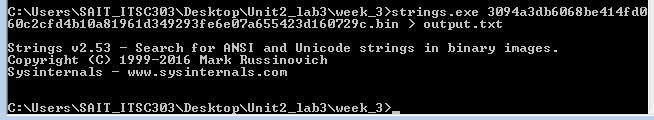 C:\Users\SAIT_ITSC303\Desktop\Unit2_lab3\week_3>strings.exe 3094a3db6068be414fd0
60c2cfd4b10a81961d349293fe6e07a655423d160729c.bin > output.txt
Strings v2.53 - Search for ANSI and Unicode strings in binary images.
Copyright (C) 1999-2016 Mark Russinovich
Sysinternals - www.sysinternals.com
C:\Users\SAIT_ITSC303\Desktop\Unit2_lab3\week_3>_